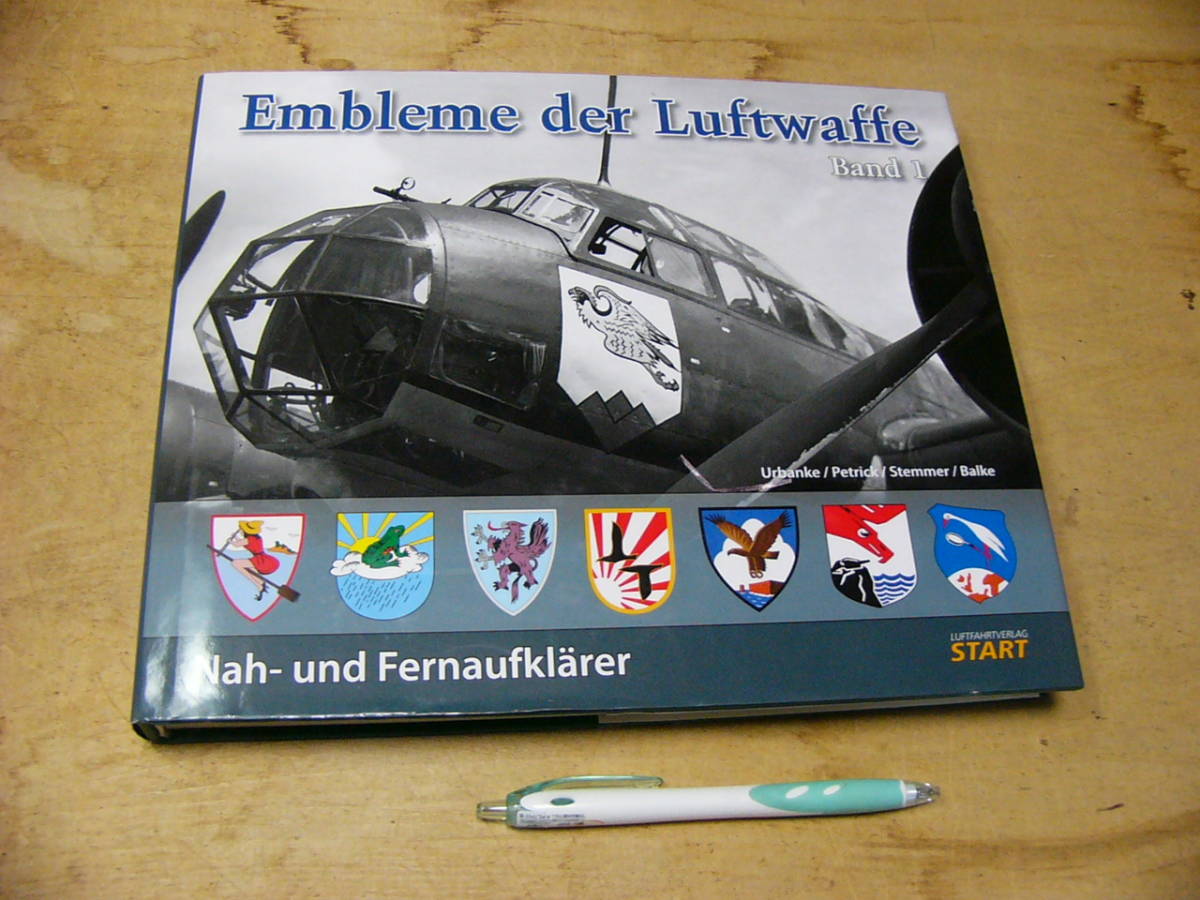 Embleme der Luftwaffe
Band 1
Urbanke / Petrick / Stemmer / Balke
Nah- und Fernaufklärer
LUFTFAHRTVERLAG
START